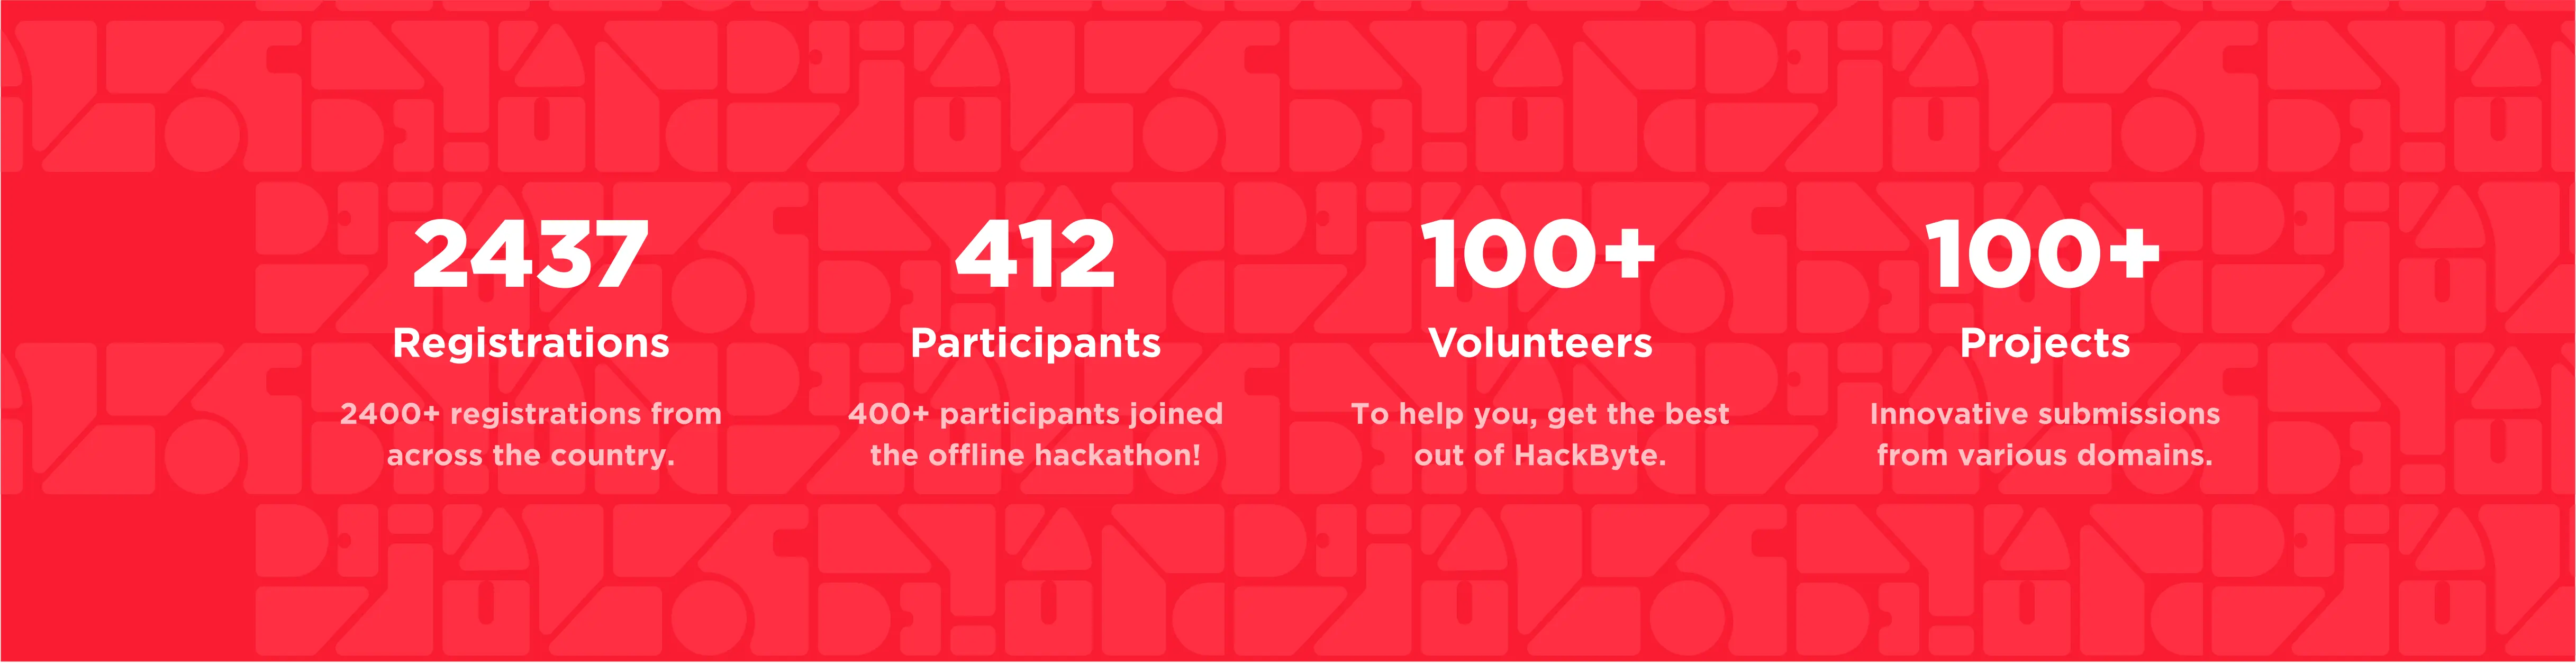 2437
Registrations
2400+ registrations from
across the country.
412
Participants
400+ participants joined
the offline hackathon!
100+
Volunteers
To help you, get the best
out of HackByte.
100+
Projects
Innovative submissions
from various domains.